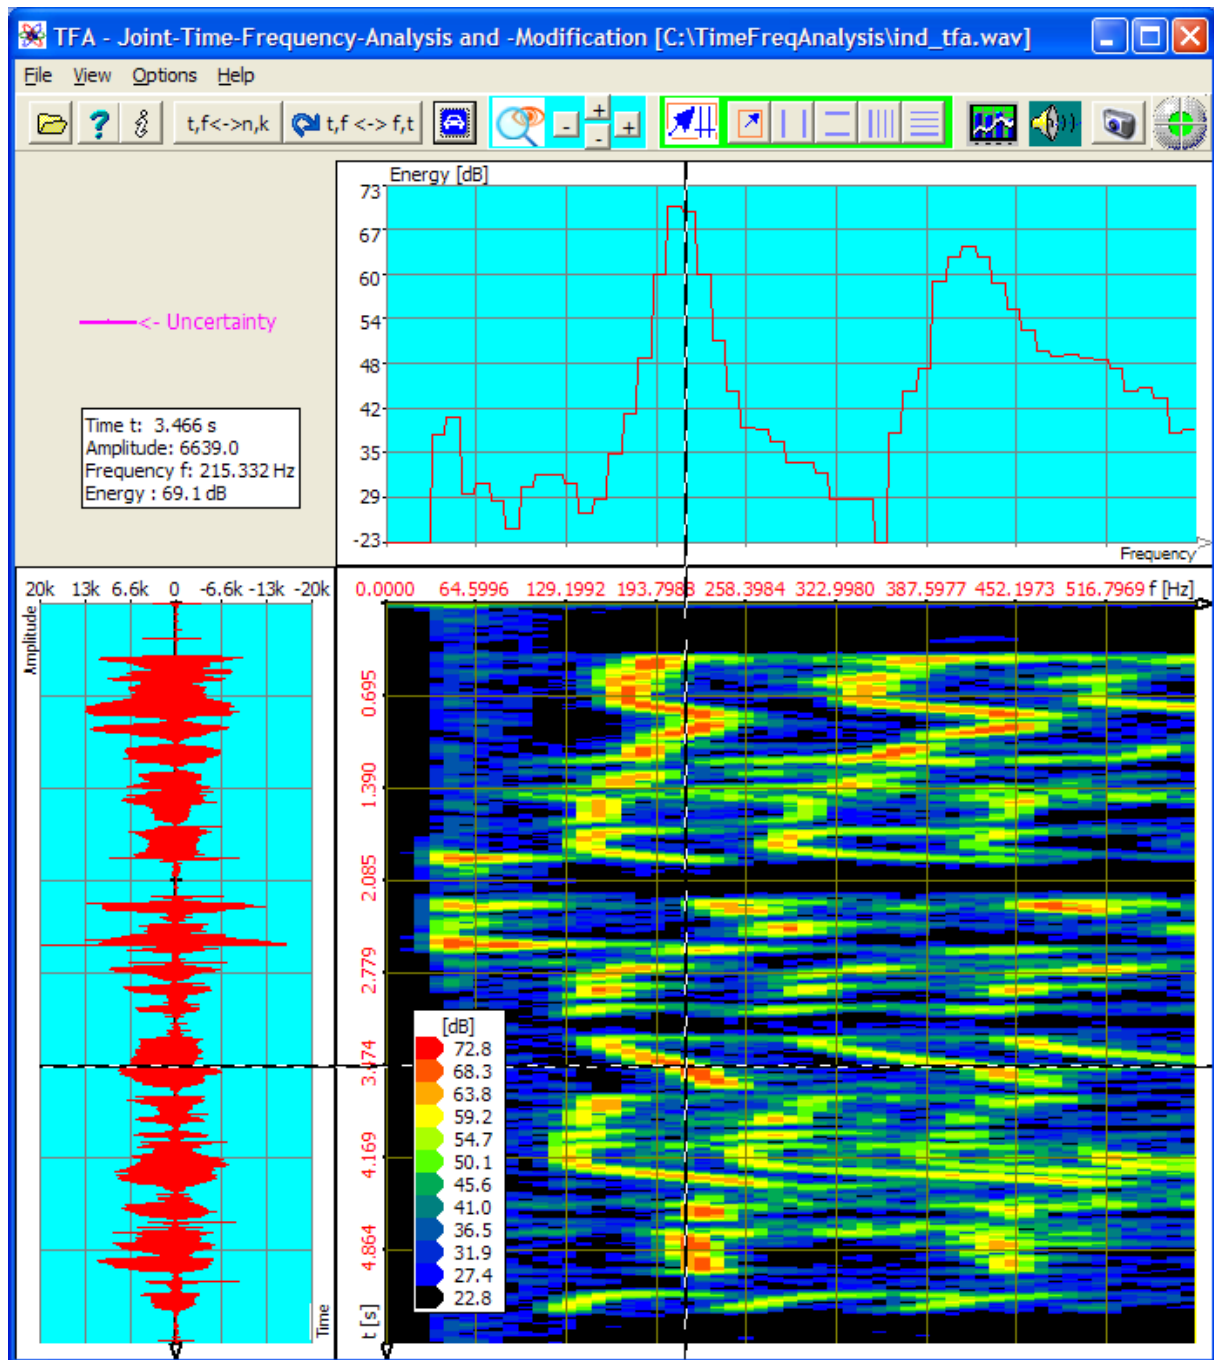 TFA - Joint-Time-Frequency-Analysis and -Modification [C:\TimeFreqAnalysis\ind_tfa.wav]
File View Options Help
t,f<->n,k t,f <-> f,t - + - +
Energy [dB]
73
67
60
54
48
42
35
29
-23
Frequency
<- Uncertainty
Time t: 3.466 s
Amplitude: 6639.0
Frequency f: 215.332 Hz
Energy : 69.1 dB
20k 13k 6.6k 0 -6.6k -13k -20k
Amplitude
Time
0.0000 64.5996 129.1992 193.7988 258.3984 322.9980 387.5977 452.1973 516.7969 f [Hz]
0.695
1.390
2.085
2.779
3.474
4.169
4.864
t [s]
[dB]
72.8
68.3
63.8
59.2
54.7
50.1
45.6
41.0
36.5
31.9
27.4
22.8